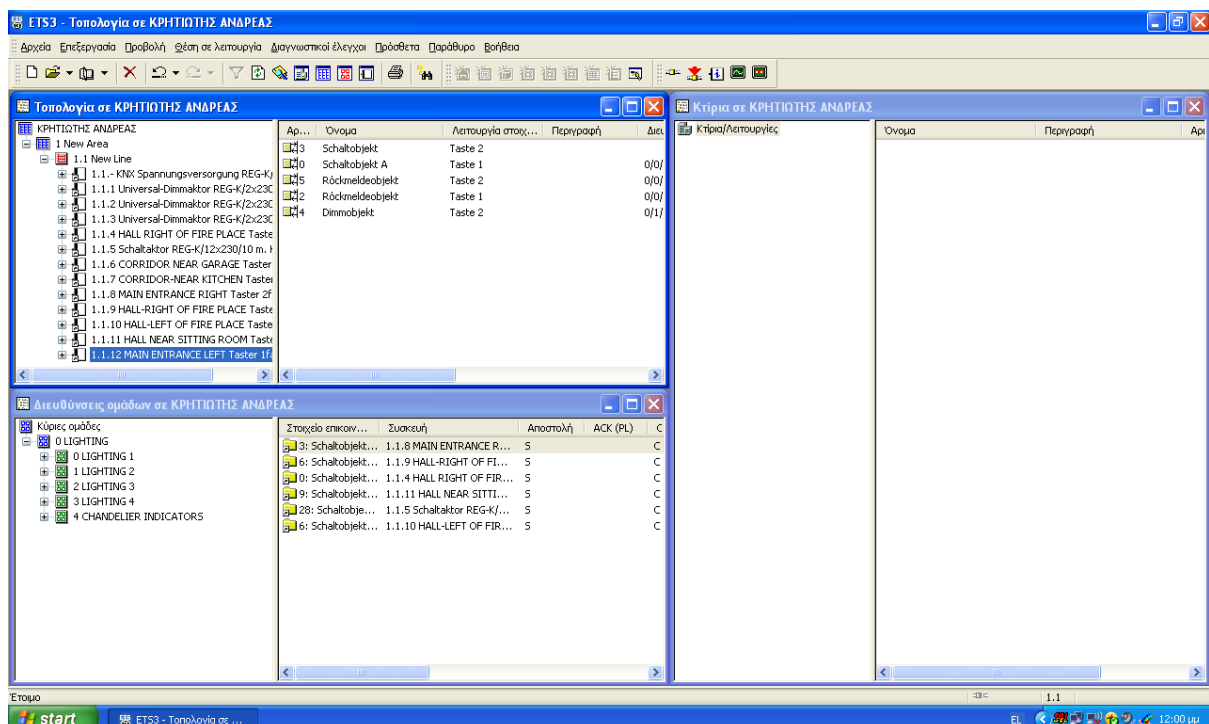 ETS3 - Τοπολογία σε ΚΡΗΤΙΩΤΗΣ ΑΝΔΡΕΑΣ
Αρχεία Επεξεργασία Προβολή Θέση σε λειτουργία Διαγνωστικοί έλεγχοι Πρόσθετα Παράθυρο Βοήθεια
Τοπολογία σε ΚΡΗΤΙΩΤΗΣ ΑΝΔΡΕΑΣ
ΚΡΗΤΙΩΤΗΣ ΑΝΔΡΕΑΣ
1 New Area
1.1 New Line
1.1.- KNX Spannungsversorgung REG-K/
1.1.1 Universal-Dimmaktor REG-K/2x230
1.1.2 Universal-Dimmaktor REG-K/2x230
1.1.3 Universal-Dimmaktor REG-K/2x230
1.1.4 HALL RIGHT OF FIRE PLACE Taste
1.1.5 Schaltaktor REG-K/12x230/10 m.
1.1.6 CORRIDOR NEAR GARAGE Taster
1.1.7 CORRIDOR-NEAR KITCHEN Taster
1.1.8 MAIN ENTRANCE RIGHT Taster 2f
1.1.9 HALL-RIGHT OF FIRE PLACE Taste
1.1.10 HALL-LEFT OF FIRE PLACE Taste
1.1.11 HALL NEAR SITTING ROOM Taste
1.1.12 MAIN ENTRANCE LEFT Taster 1fa
Αρ... Όνομα Λειτουργία στοιχ... Περιγραφή Διευ
3 Schaltobjekt Taste 2
0 Schaltobjekt A Taste 1 0/0/
5 Rόckmeldeobjekt Taste 2 0/0/
2 Rόckmeldeobjekt Taste 1 0/0/
4 Dimmobjekt Taste 2 0/1/
Διευθύνσεις ομάδων σε ΚΡΗΤΙΩΤΗΣ ΑΝΔΡΕΑΣ
Κύριες ομάδες
0 LIGHTING
0 LIGHTING 1
1 LIGHTING 2
2 LIGHTING 3
3 LIGHTING 4
4 CHANDELIER INDICATORS
Στοιχείο επικοιν... Συσκευή Αποστολή ACK (PL) C
3: Schaltobjekt... 1.1.8 MAIN ENTRANCE R... S C
6: Schaltobjekt... 1.1.9 HALL-RIGHT OF FI... S C
0: Schaltobjekt... 1.1.4 HALL RIGHT OF FIR... S C
9: Schaltobjekt... 1.1.11 HALL NEAR SITTI... S C
28: Schaltobje... 1.1.5 Schaltaktor REG-K/... S C
6: Schaltobjekt... 1.1.10 HALL-LEFT OF FIR... S C
Κτίρια σε ΚΡΗΤΙΩΤΗΣ ΑΝΔΡΕΑΣ
Κτίρια/Λειτουργίες
Όνομα Περιγραφή Αρι
Έτοιμο 1.1
start ETS3 - Τοπολογία σε ... EL 12:00 μμ